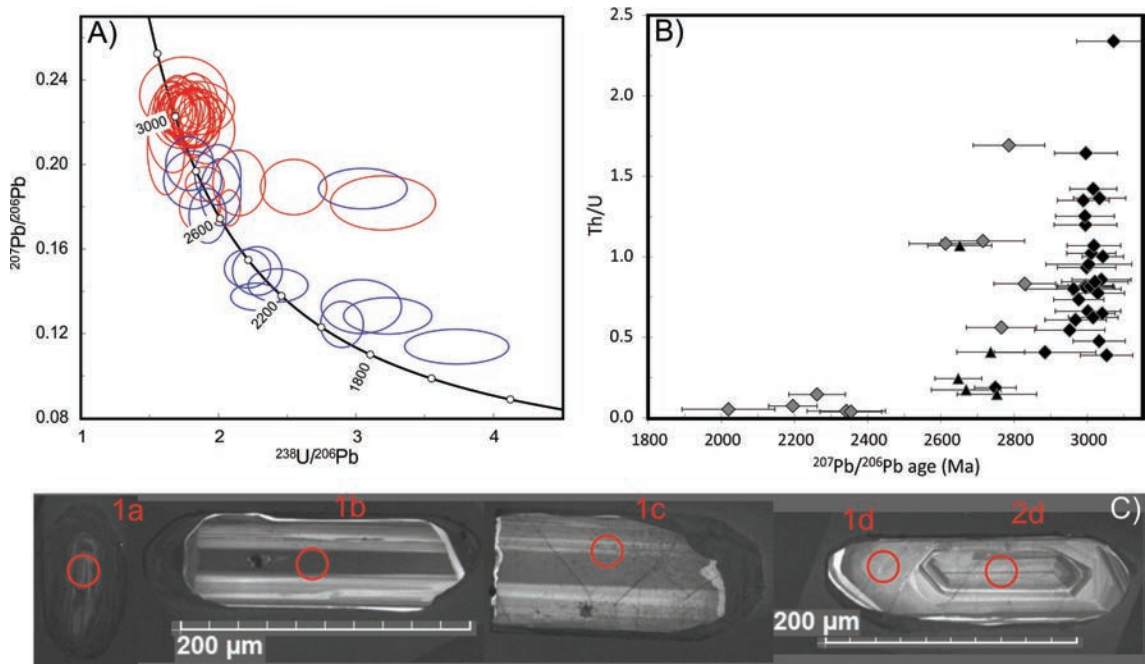 A)
0.24
0.20
0.16
0.12
0.08
²⁰⁷Pb/²⁰⁶Pb
3000
2600
2200
1800
1 2 3 4
²³⁸U/²⁰⁶Pb
B)
2.5
2.0
1.5
1.0
0.5
0.0
Th/U
1800 2000 2200 2400 2600 2800 3000
²⁰⁷Pb/²⁰⁶Pb age (Ma)
C)
1a 1b 1c 1d 2d
200 µm
200 µm